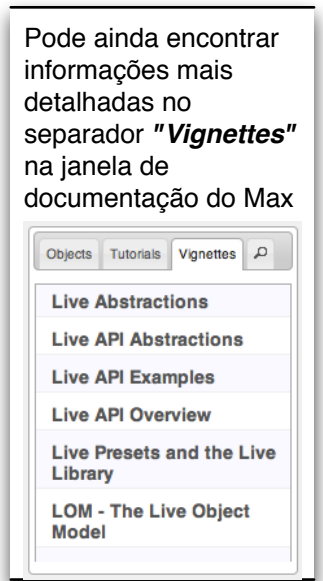 Pode ainda encontrar
informações mais
detalhadas no
separador "Vignettes"
na janela de
documentação do Max
Objects Tutorials Vignettes
Live Abstractions
Live API Abstractions
Live API Examples
Live API Overview
Live Presets and the Live
Library
LOM - The Live Object
Model